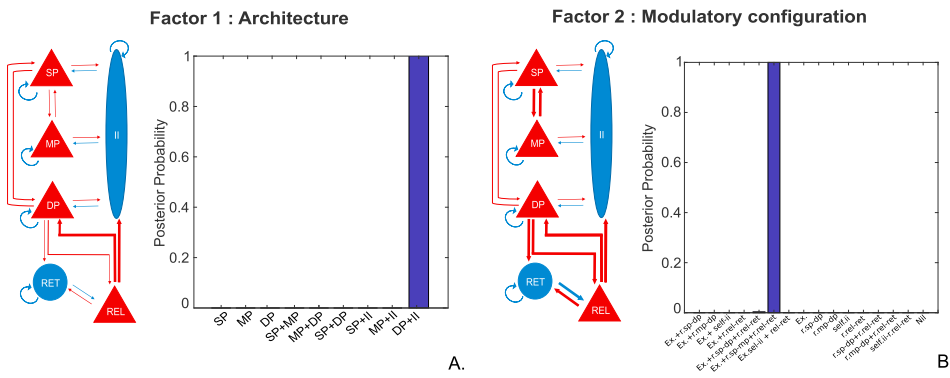 Factor 1 : Architecture
SP
MP
DP
II
RET
REL
Posterior Probability
1
0.8
0.6
0.4
0.2
0
SP
MP
DP
SP+MP
MP+DP
SP+DP
SP+II
MP+II
DP+II
A.
Factor 2 : Modulatory configuration
SP
MP
DP
II
RET
REL
Posterior Probability
1
0.8
0.6
0.4
0.2
0
Ex.+r.sp-dp
Ex.+r.mp-dp
Ex.+ self-ii
Ex.+r.rel-ret
Ex.+r.sp-dp+r.rel-ret
Ex.+r.sp-mp+r.rel-ret
Ex.sel-ii + rel-ret
Ex.
r.sp-dp
r.mp-dp
self.ii
r.rel-ret
r.sp-dp+r.rel-ret
r.mp-dp+r.rel-ret
self.ii+r.rel-ret
Nil
B